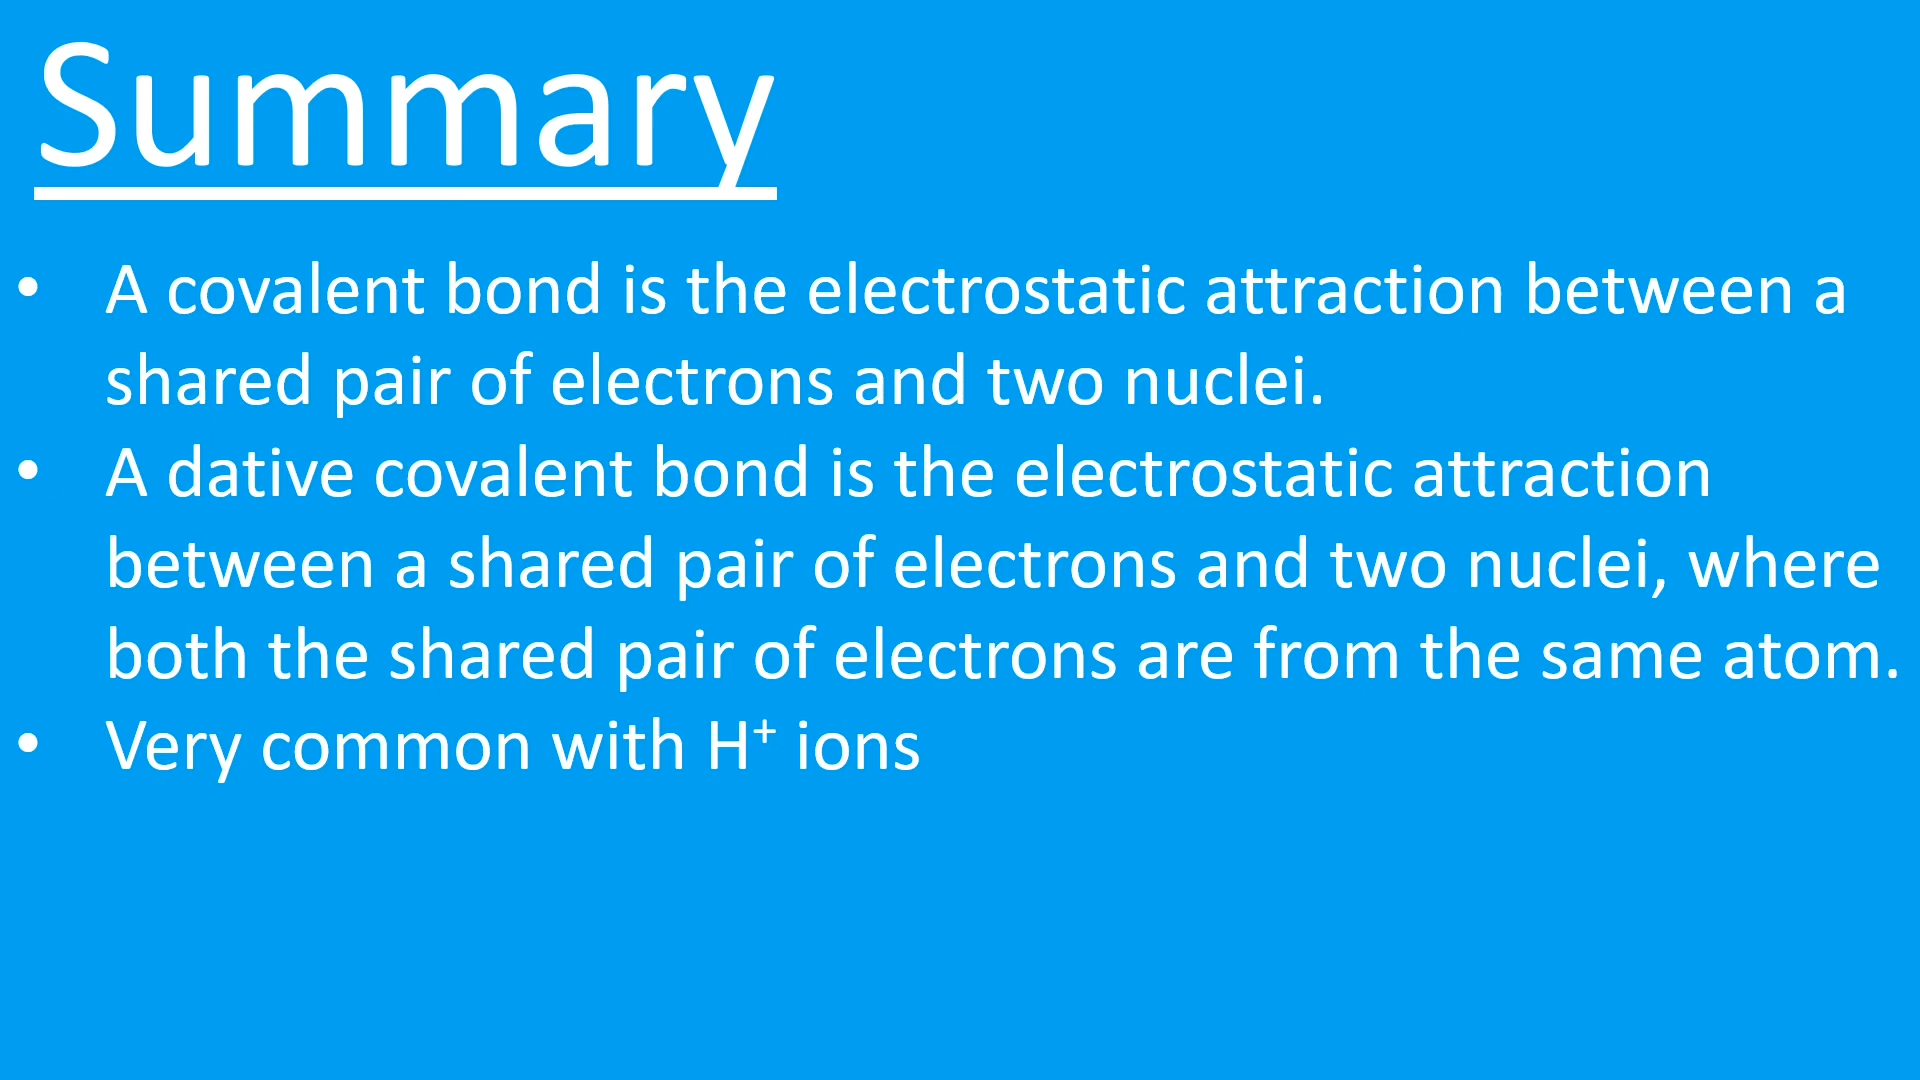 Summary
• A covalent bond is the electrostatic attraction between a
shared pair of electrons and two nuclei.
• A dative covalent bond is the electrostatic attraction
between a shared pair of electrons and two nuclei, where
both the shared pair of electrons are from the same atom.
• Very common with H⁺ ions